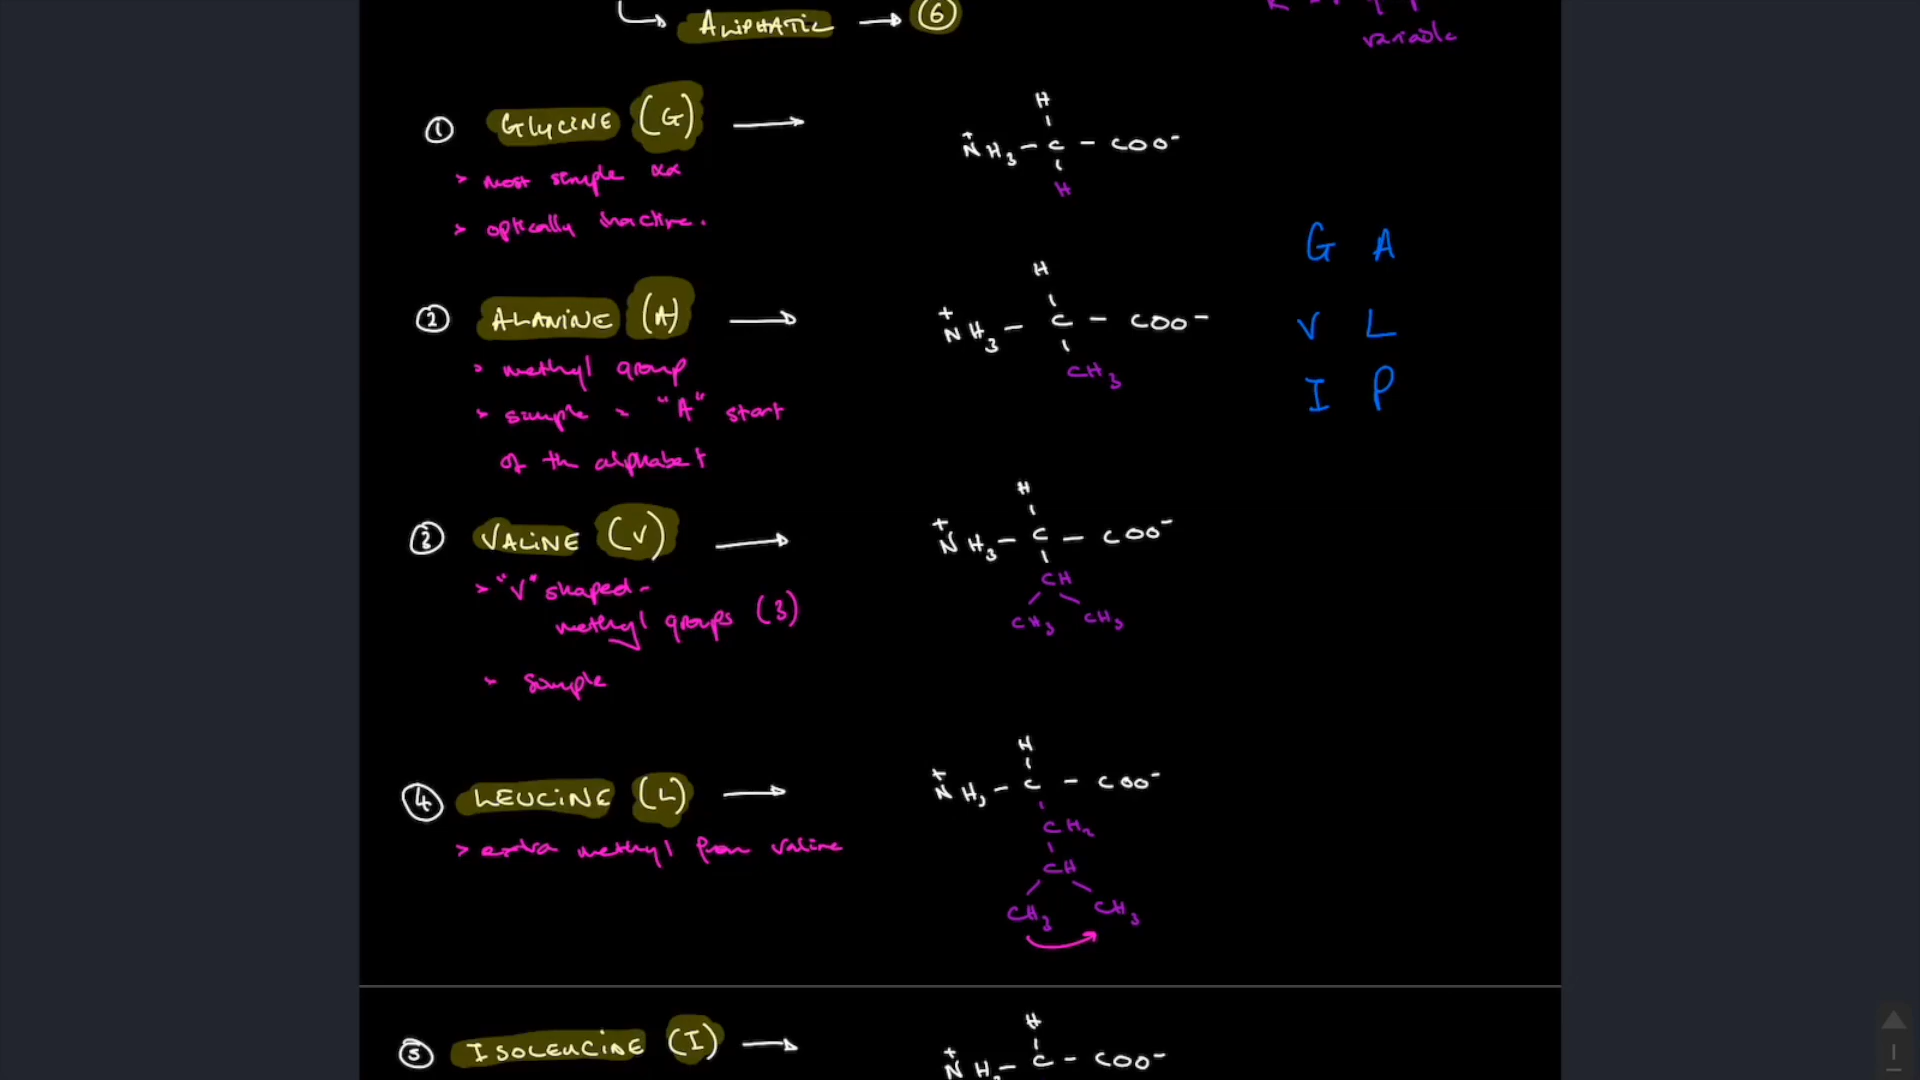 ALIPHATIC → 6
variable
① GLYCINE (G) →
> most simple αα
> optically inactive.
H
+
NH3 - C - COO-
H
② ALANINE (A) →
> methyl group
> simple ~ "A" start
of the alphabet
H
+
NH3 - C - COO-
CH3
G A
V L
I P
③ VALINE (V) →
> "V" shaped -
methyl groups (3)
> simple
H
+
NH3 - C - COO-
CH
CH3 CH3
④ LEUCINE (L) →
> extra methyl from valine
H
+
NH3 - C - COO-
CH2
CH
CH3 CH3
⑤ ISOLEUCINE (I) →
H
+
NH3 - C - COO-